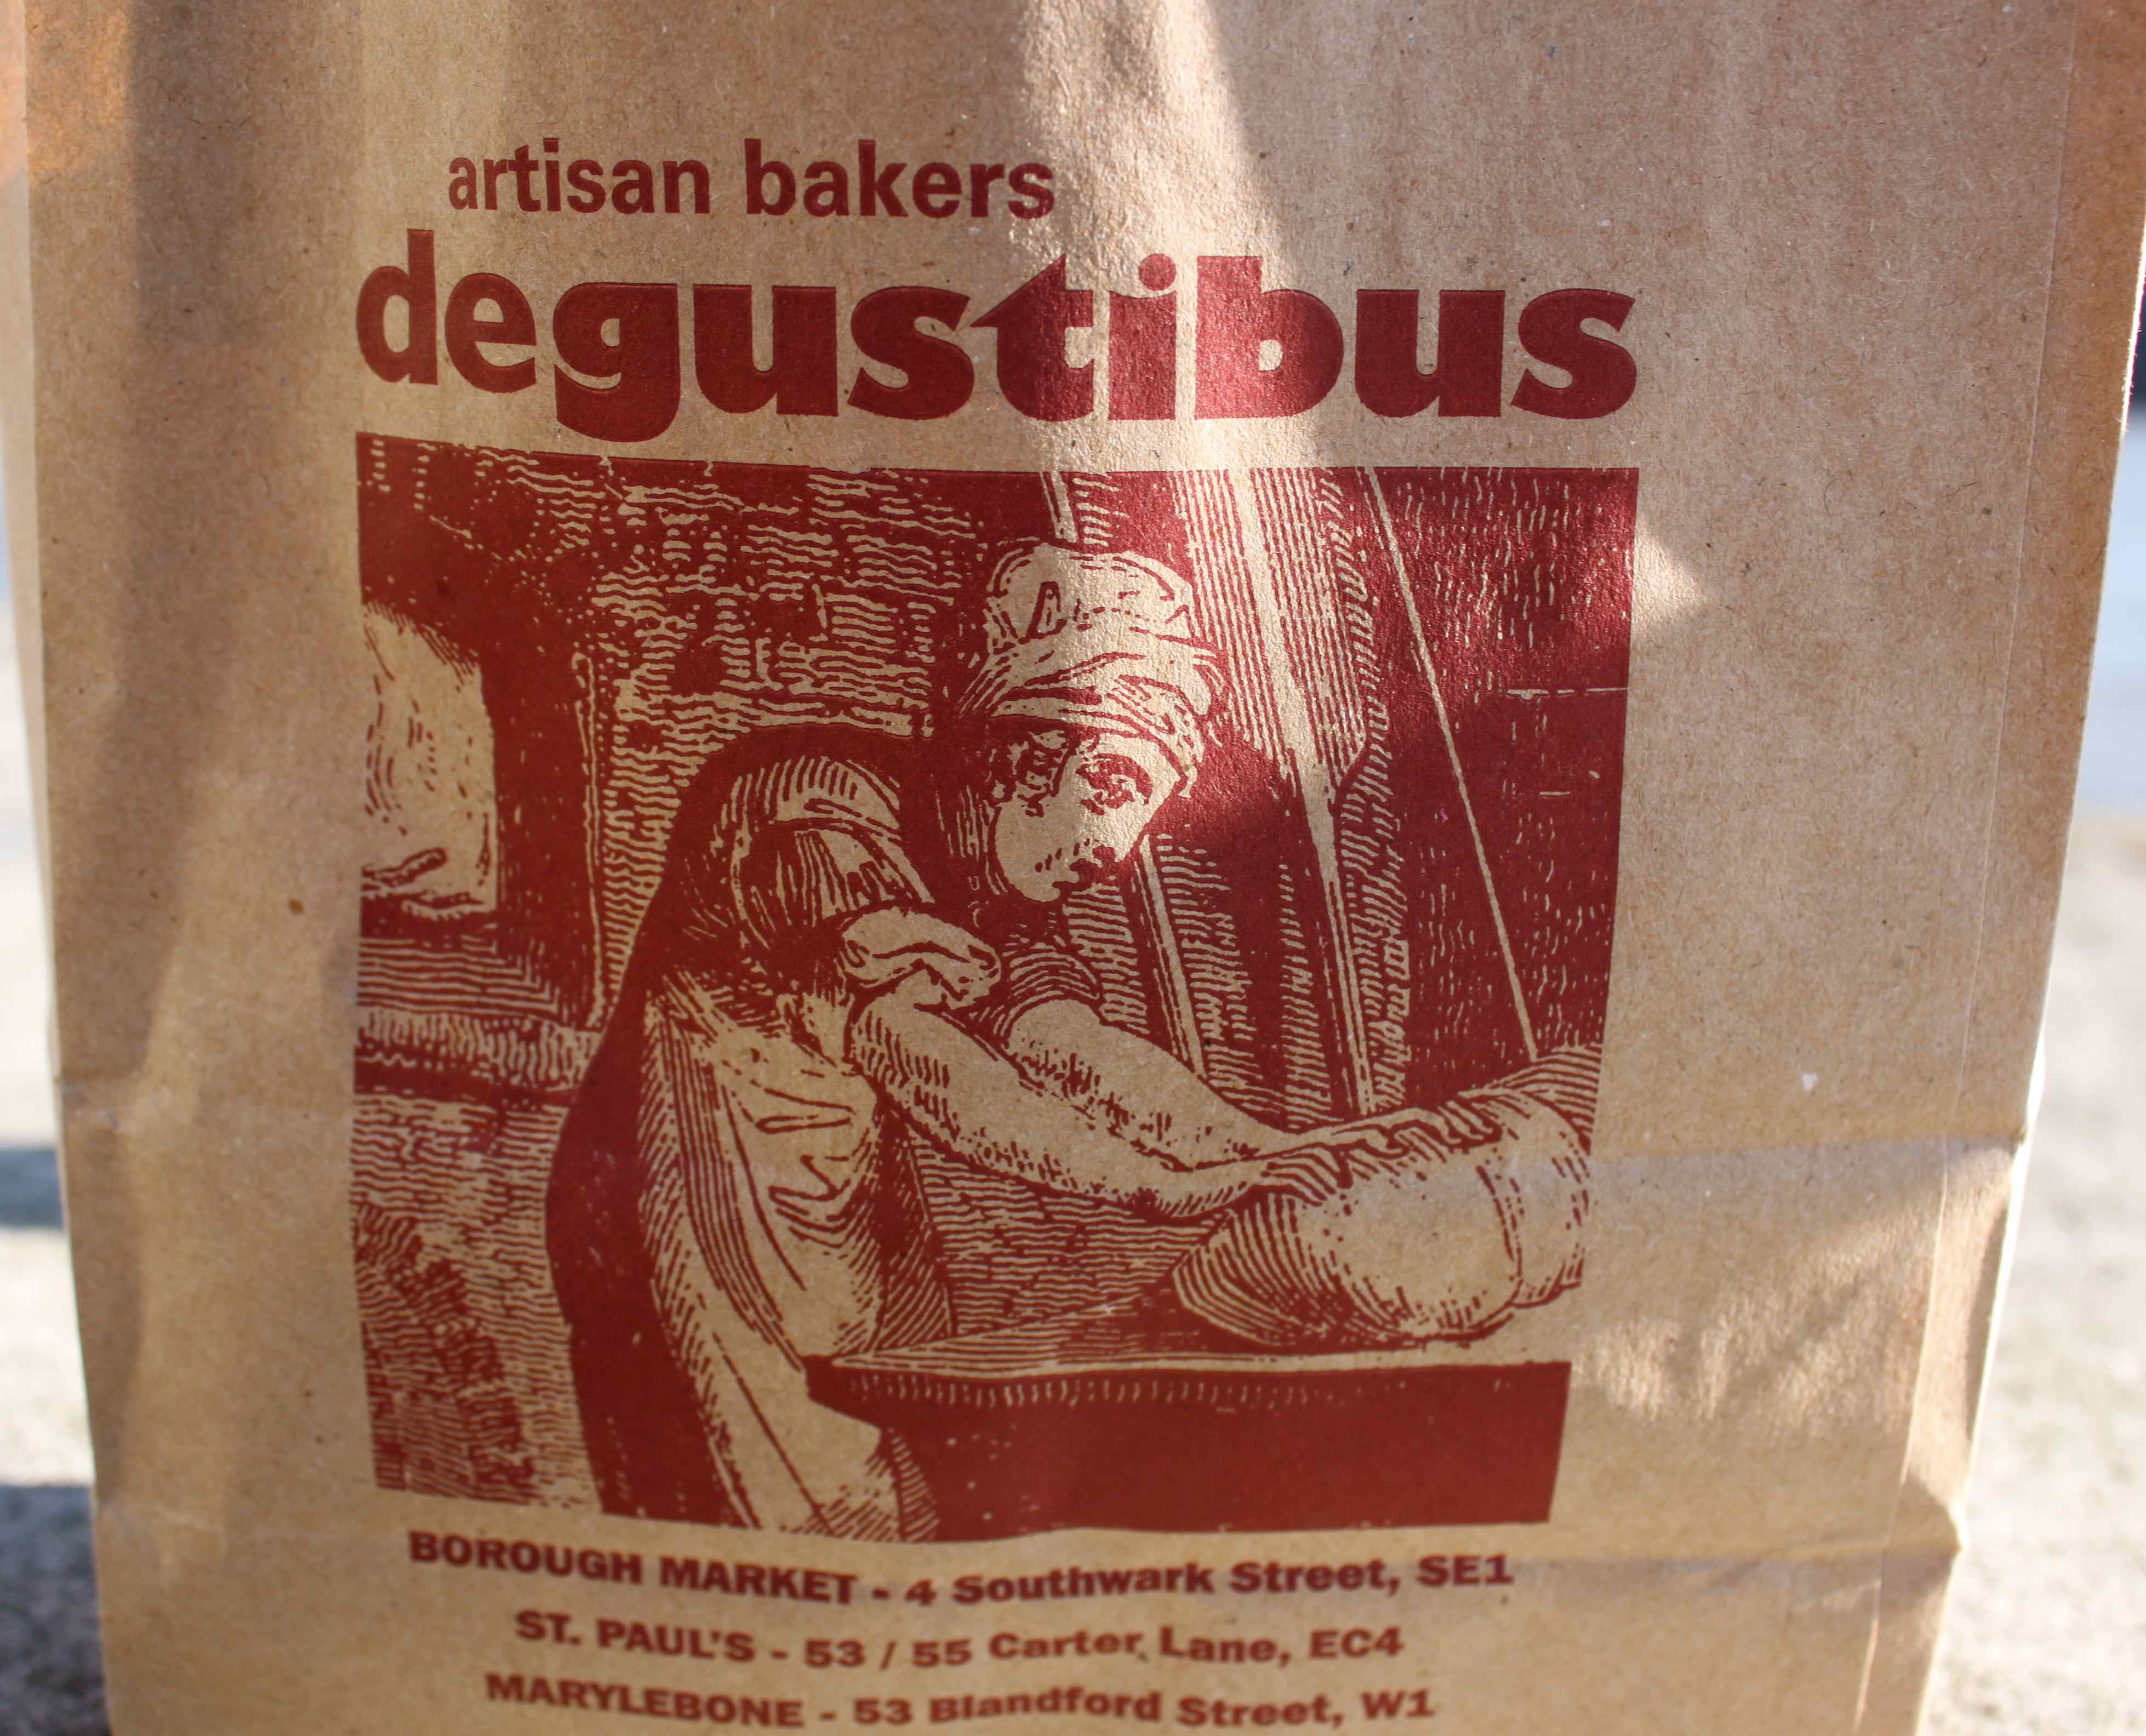 artisan bakers
degustibus
BOROUGH MARKET - 4 Southwark Street, SE1
ST. PAUL'S - 53 / 55 Carter Lane, EC4
MARYLEBONE - 53 Blandford Street, W1